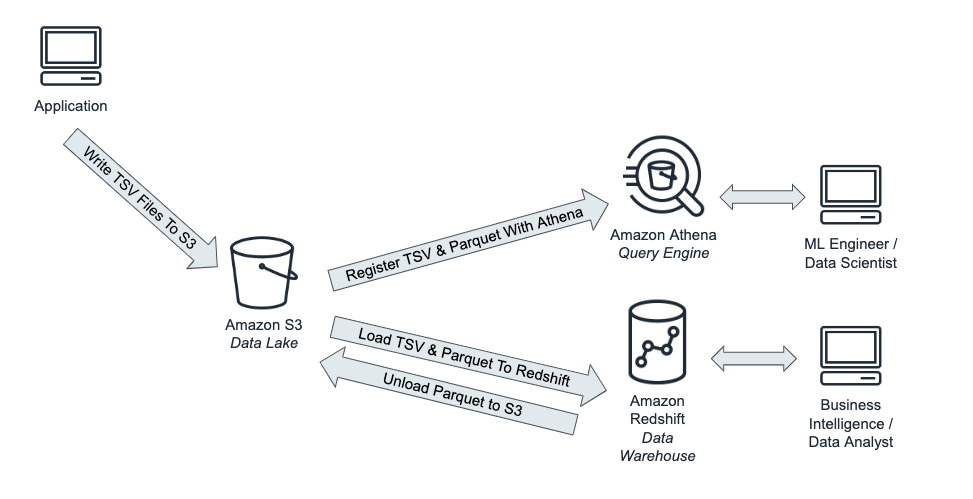 Application
Write TSV Files To S3
Amazon S3
Data Lake
Register TSV & Parquet With Athena
Amazon Athena
Query Engine
ML Engineer /
Data Scientist
Load TSV & Parquet To Redshift
Unload Parquet to S3
Amazon
Redshift
Data
Warehouse
Business
Intelligence /
Data Analyst